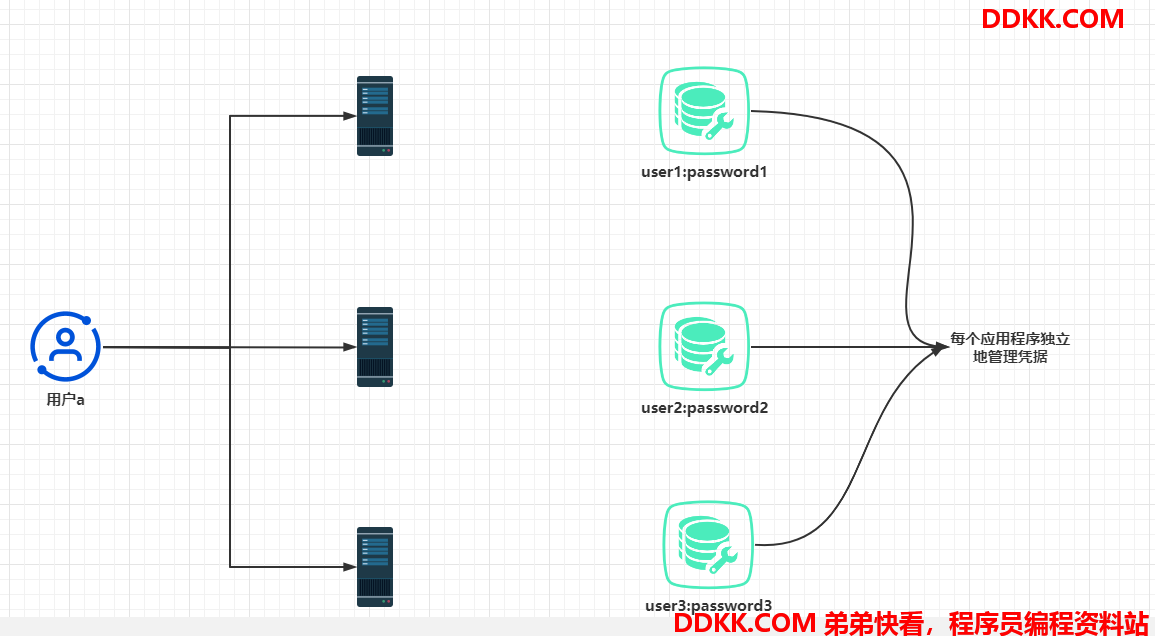 DDKK.COM
user1:password1
每个应用程序独立
地管理凭据
用户a
user2:password2
user3:password3
DDKK.COM 弟弟快看，程序员编程资料站